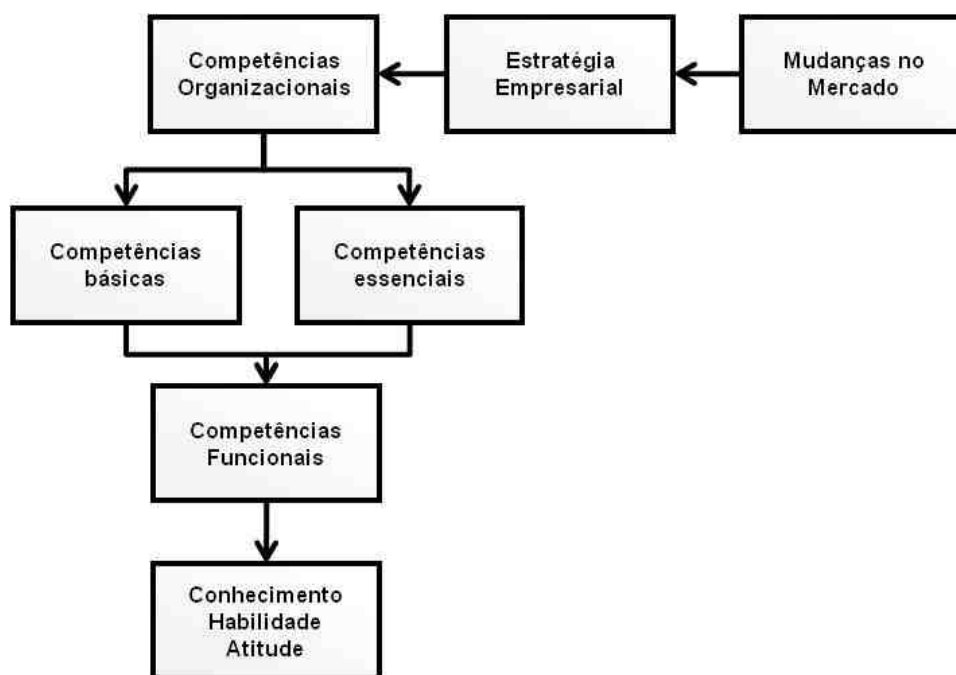 Competências
Organizacionais
Estratégia
Empresarial
Mudanças no
Mercado
Competências
básicas
Competências
essenciais
Competências
Funcionais
Conhecimento
Habilidade
Atitude